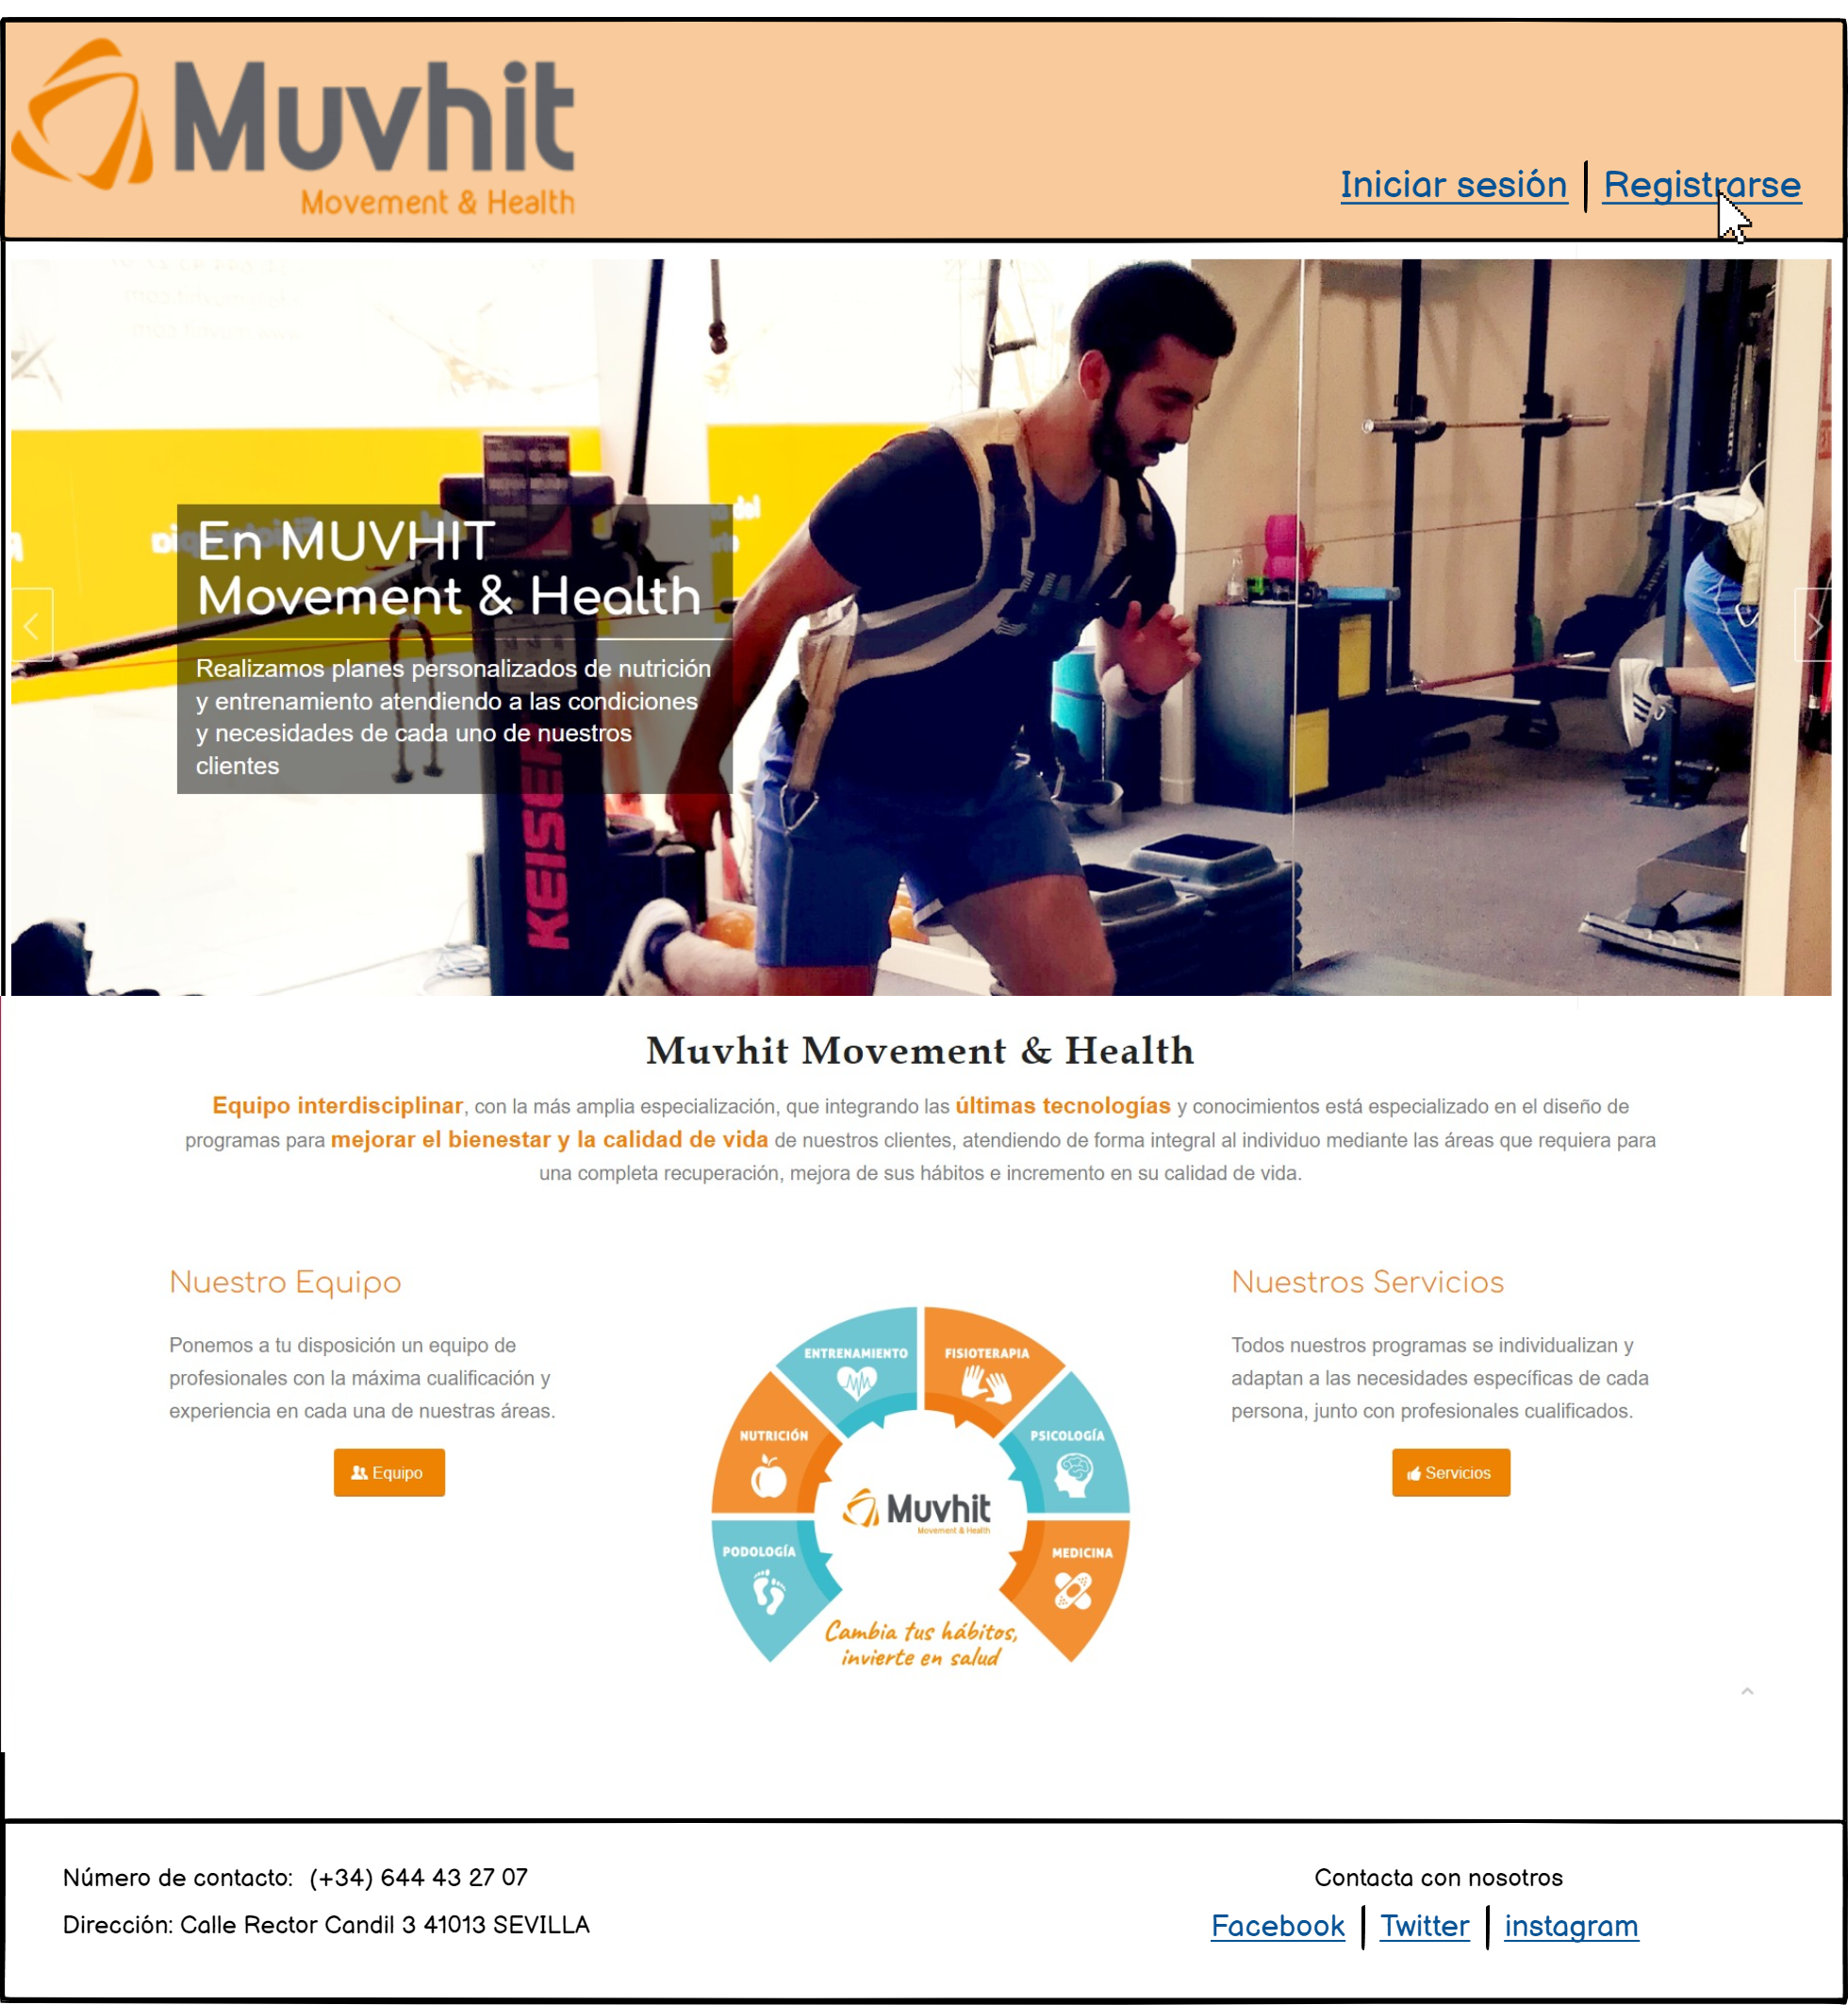 Muvhit
Movement & Health
Iniciar sesión | Registrarse
En MUVHIT
Movement & Health
Realizamos planes personalizados de nutrición
y entrenamiento atendiendo a las condiciones
y necesidades de cada uno de nuestros
clientes
KEISER
Muvhit Movement & Health
Equipo interdisciplinar, con la más amplia especialización, que integrando las últimas tecnologías y conocimientos está especializado en el diseño de
programas para mejorar el bienestar y la calidad de vida de nuestros clientes, atendiendo de forma integral al individuo mediante las áreas que requiera para
una completa recuperación, mejora de sus hábitos e incremento en su calidad de vida.
Nuestro Equipo
Ponemos a tu disposición un equipo de
profesionales con la máxima cualificación y
experiencia en cada una de nuestras áreas.
Equipo
ENTRENAMIENTO
FISIOTERAPIA
NUTRICIÓN
PSICOLOGÍA
Muvhit
Movement & Health
PODOLOGÍA
MEDICINA
Cambia tus hábitos,
invierte en salud
Nuestros Servicios
Todos nuestros programas se individualizan y
adaptan a las necesidades específicas de cada
persona, junto con profesionales cualificados.
Servicios
Número de contacto: (+34) 644 43 27 07
Dirección: Calle Rector Candil 3 41013 SEVILLA
Contacta con nosotros
Facebook | Twitter | instagram